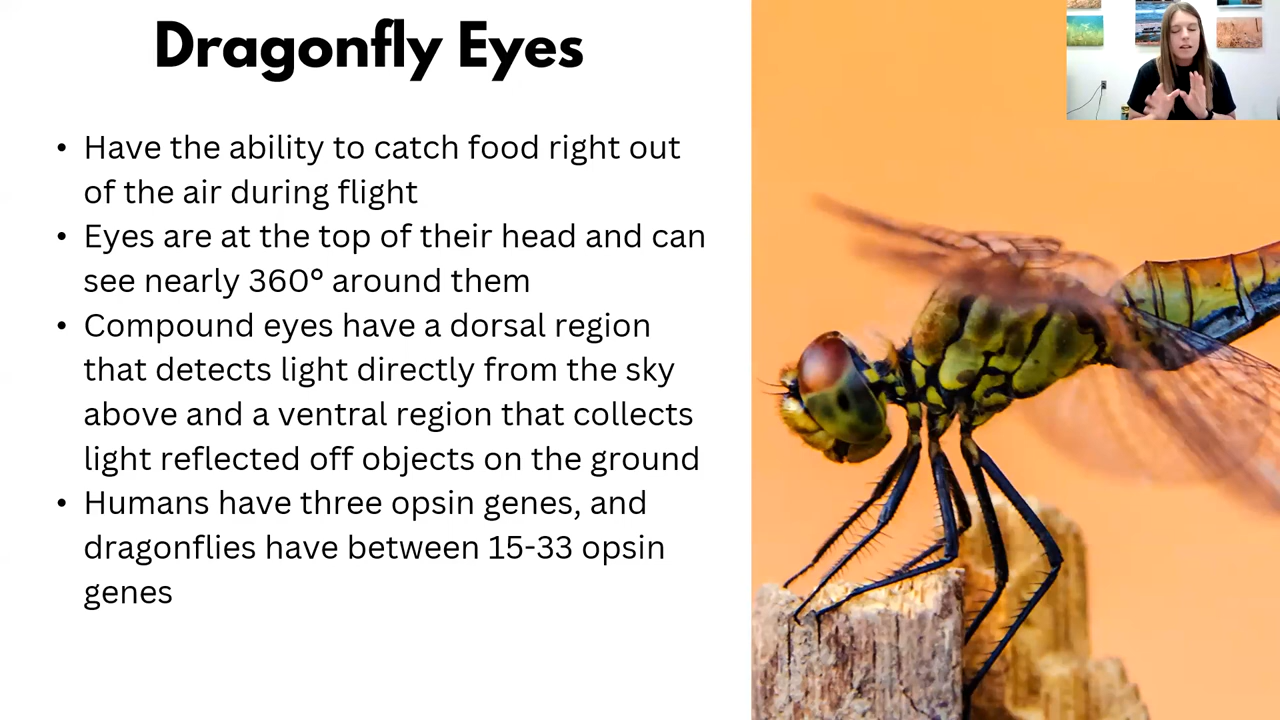 Dragonfly Eyes
• Have the ability to catch food right out
of the air during flight
• Eyes are at the top of their head and can
see nearly 360° around them
• Compound eyes have a dorsal region
that detects light directly from the sky
above and a ventral region that collects
light reflected off objects on the ground
• Humans have three opsin genes, and
dragonflies have between 15-33 opsin
genes